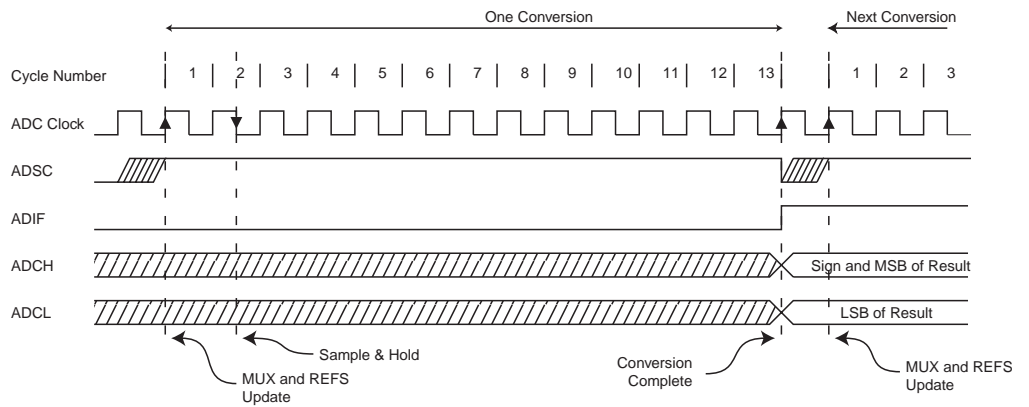 One Conversion
Next Conversion
Cycle Number
1 2 3 4 5 6 7 8 9 10 11 12 13 1 2 3
ADC Clock
ADSC
ADIF
ADCH
Sign and MSB of Result
ADCL
LSB of Result
Sample & Hold
MUX and REFS
Update
Conversion
Complete
MUX and REFS
Update